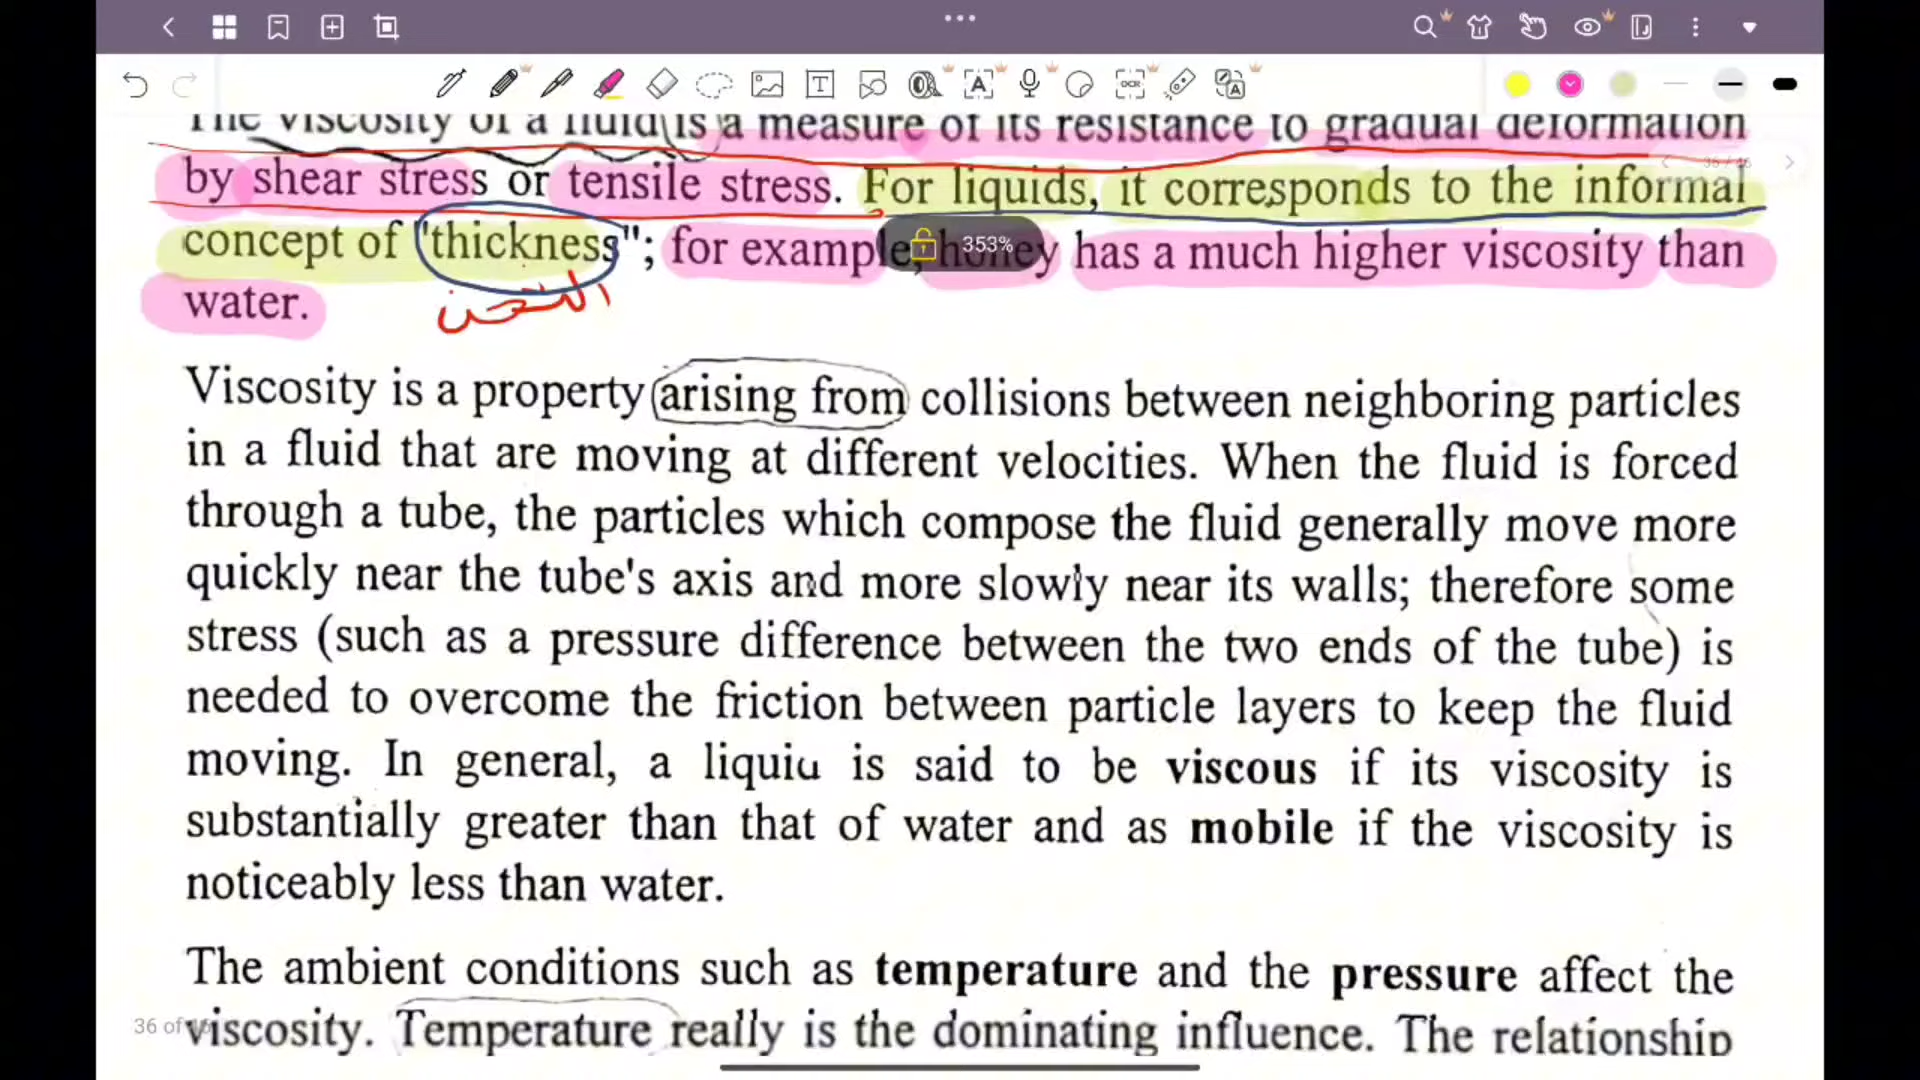 The viscosity of a fluid is a measure of its resistance to gradual deformation
by shear stress or tensile stress. For liquids, it corresponds to the informal
concept of "thickness"; for example, honey has a much higher viscosity than
353%
water.
Viscosity is a property arising from collisions between neighboring particles
in a fluid that are moving at different velocities. When the fluid is forced
through a tube, the particles which compose the fluid generally move more
quickly near the tube's axis and more slowly near its walls; therefore some
stress (such as a pressure difference between the two ends of the tube) is
needed to overcome the friction between particle layers to keep the fluid
moving. In general, a liquid is said to be viscous if its viscosity is
substantially greater than that of water and as mobile if the viscosity is
noticeably less than water.
The ambient conditions such as temperature and the pressure affect the
viscosity. Temperature really is the dominating influence. The relationship
36 of